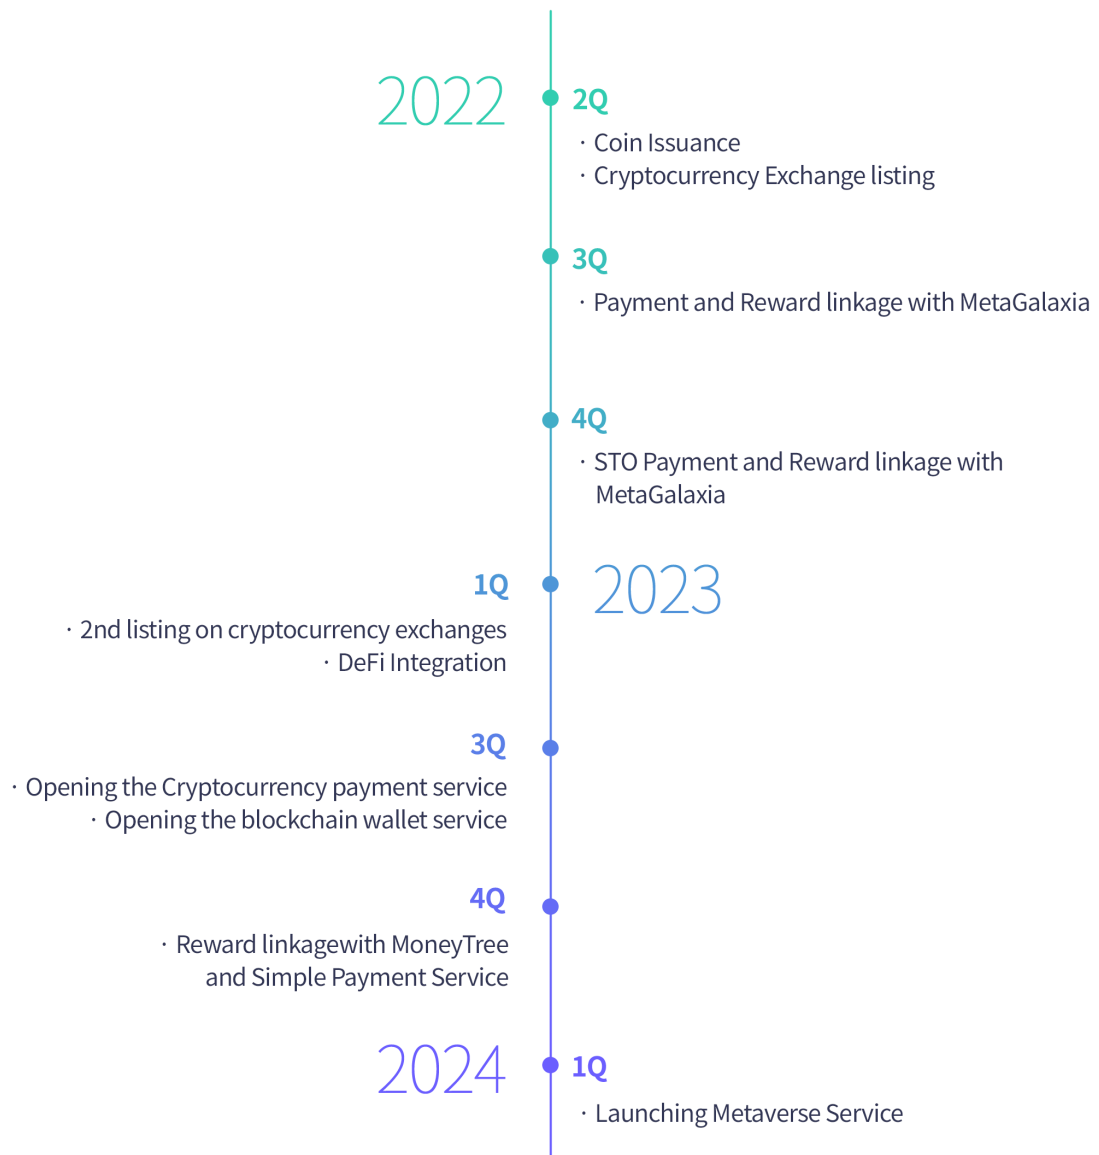 2022
2Q
· Coin Issuance
· Cryptocurrency Exchange listing
3Q
· Payment and Reward linkage with MetaGalaxia
4Q
· STO Payment and Reward linkage with
MetaGalaxia
2023
1Q
· 2nd listing on cryptocurrency exchanges
· DeFi Integration
3Q
· Opening the Cryptocurrency payment service
· Opening the blockchain wallet service
4Q
· Reward linkagewith MoneyTree
and Simple Payment Service
2024
1Q
· Launching Metaverse Service